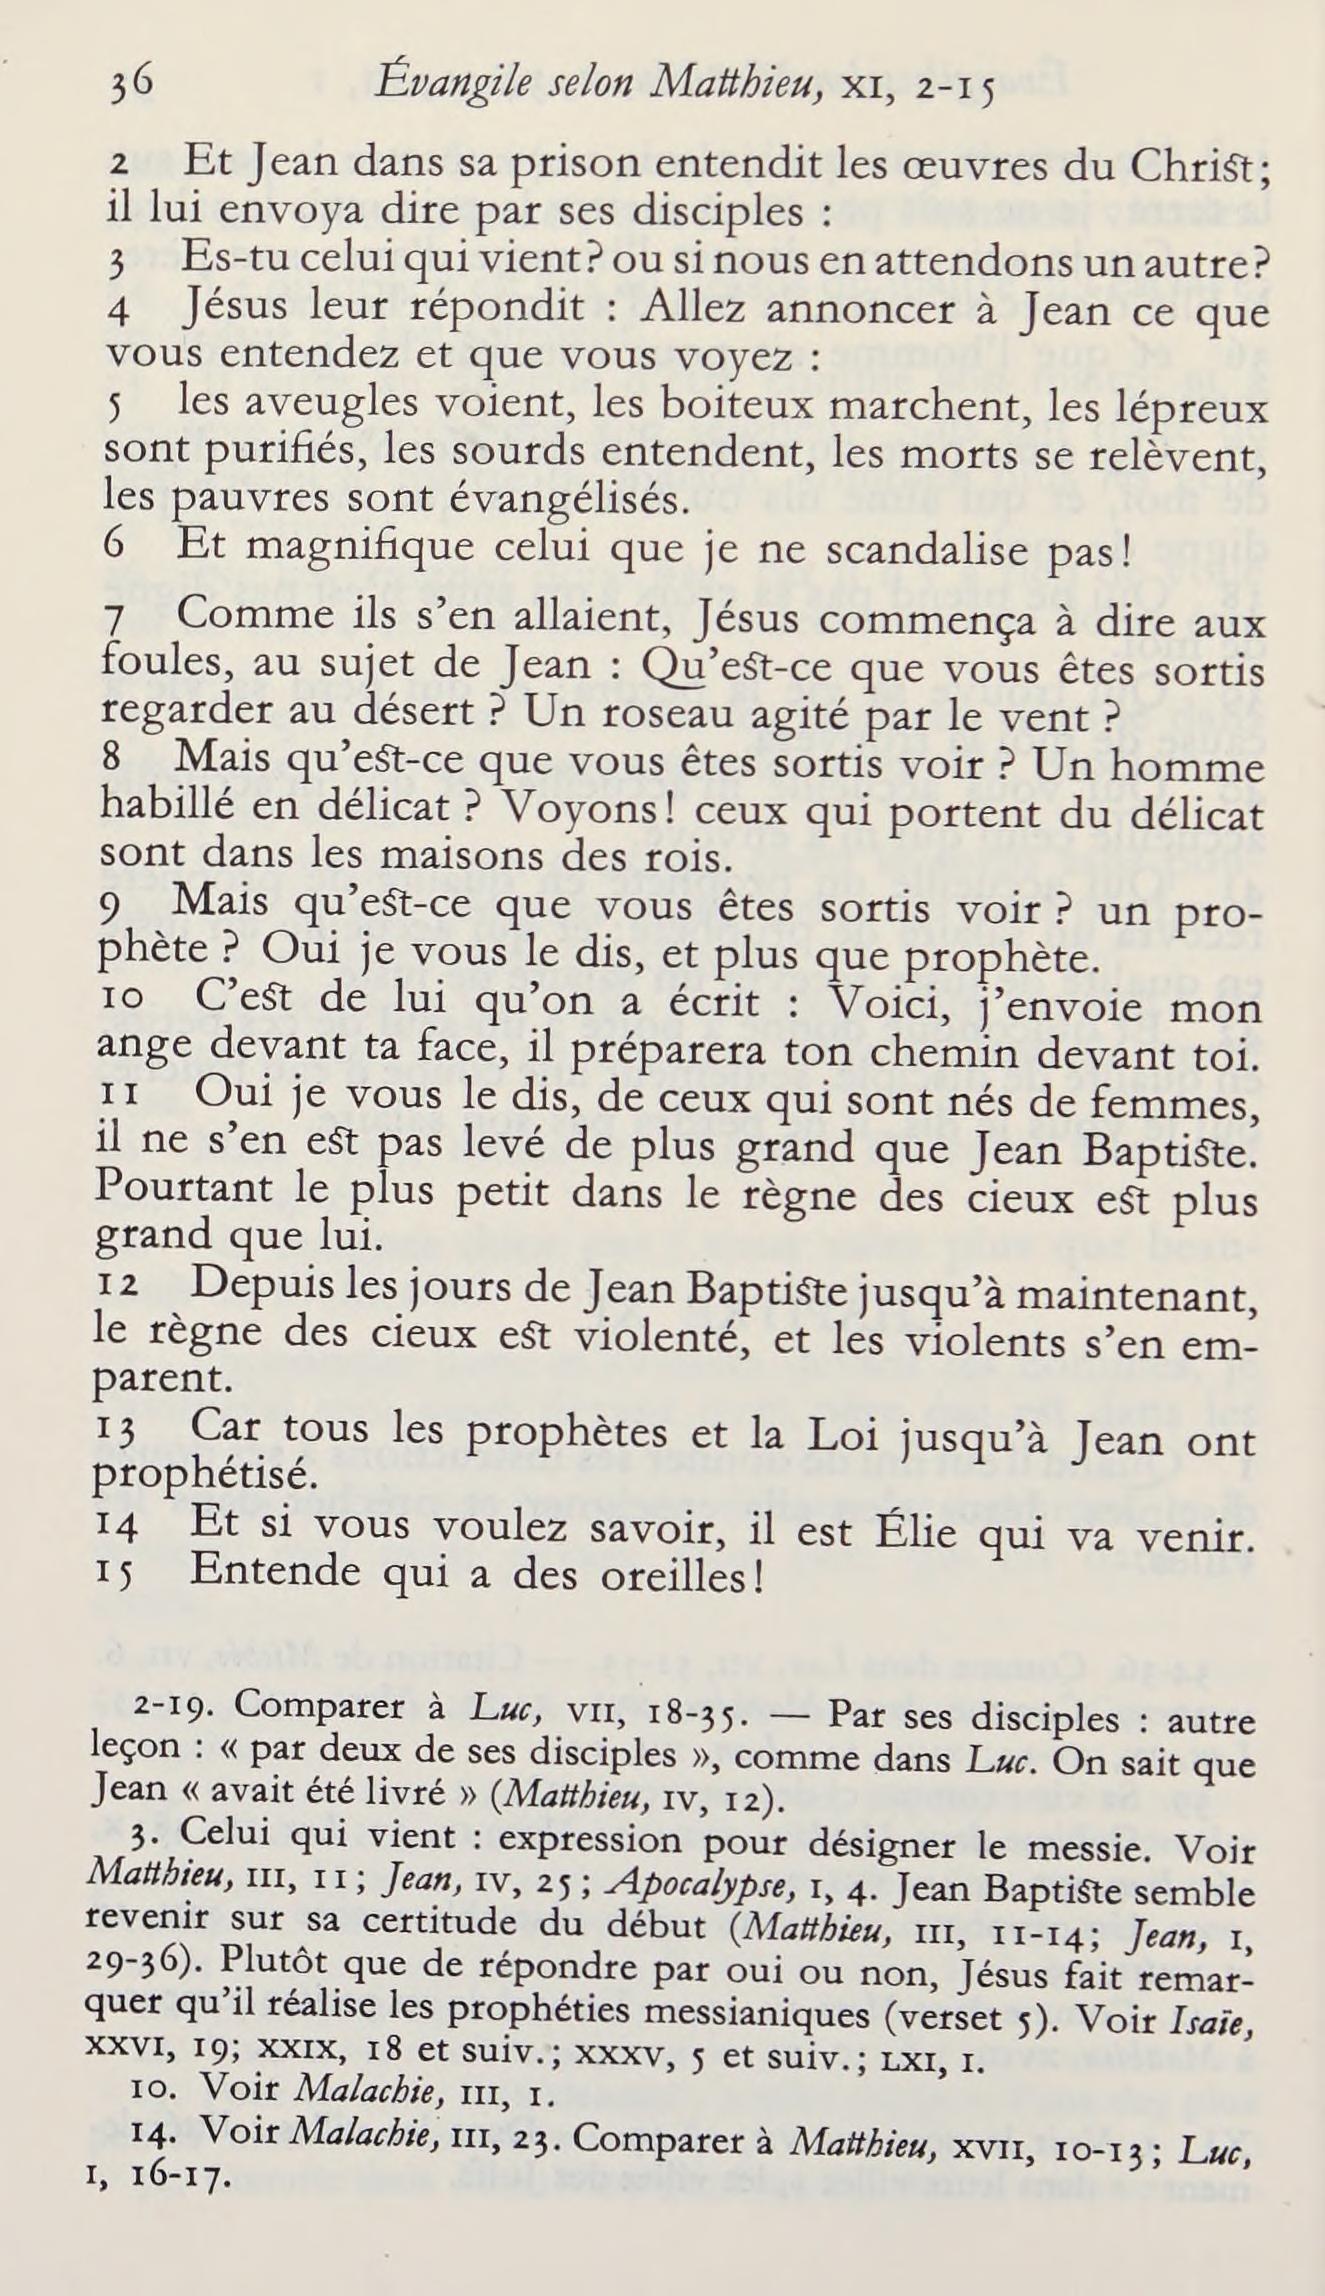 36 Évangile selon Matthieu, XI, 2-15
2 Et Jean dans sa prison entendit les œuvres du Christ;
il lui envoya dire par ses disciples :
3 Es-tu celui qui vient? ou si nous en attendons un autre?
4 Jésus leur répondit : Allez annoncer à Jean ce que
vous entendez et que vous voyez :
5 les aveugles voient, les boiteux marchent, les lépreux
sont purifiés, les sourds entendent, les morts se relèvent,
les pauvres sont évangélisés.
6 Et magnifique celui que je ne scandalise pas!
7 Comme ils s'en allaient, Jésus commença à dire aux
foules, au sujet de Jean : Qu'est-ce que vous êtes sortis
regarder au désert ? Un roseau agité par le vent ?
8 Mais qu'est-ce que vous êtes sortis voir ? Un homme
habillé en délicat ? Voyons! ceux qui portent du délicat
sont dans les maisons des rois.
9 Mais qu'est-ce que vous êtes sortis voir ? un pro-
phète ? Oui je vous le dis, et plus que prophète.
10 C'est de lui qu'on a écrit : Voici, j'envoie mon
ange devant ta face, il préparera ton chemin devant toi.
11 Oui je vous le dis, de ceux qui sont nés de femmes,
il ne s'en est pas levé de plus grand que Jean Baptiste.
Pourtant le plus petit dans le règne des cieux est plus
grand que lui.
12 Depuis les jours de Jean Baptiste jusqu'à maintenant,
le règne des cieux est violenté, et les violents s'en em-
parent.
13 Car tous les prophètes et la Loi jusqu'à Jean ont
prophétisé.
14 Et si vous voulez savoir, il est Élie qui va venir.
15 Entende qui a des oreilles!
2-19. Comparer à Luc, VII, 18-35. — Par ses disciples : autre
leçon : « par deux de ses disciples », comme dans Luc. On sait que
Jean « avait été livré » (Matthieu, IV, 12).
3. Celui qui vient : expression pour désigner le messie. Voir
Matthieu, III, 11; Jean, IV, 25; Apocalypse, I, 4. Jean Baptiste semble
revenir sur sa certitude du début (Matthieu, III, 11-14; Jean, I,
29-36). Plutôt que de répondre par oui ou non, Jésus fait remar-
quer qu'il réalise les prophéties messianiques (verset 5). Voir Isaïe,
XXVI, 19; XXIX, 18 et suiv.; XXXV, 5 et suiv.; LXI, 1.
10. Voir Malachie, III, 1.
14. Voir Malachie, III, 23. Comparer à Matthieu, XVII, 10-13; Luc,
I, 16-17.